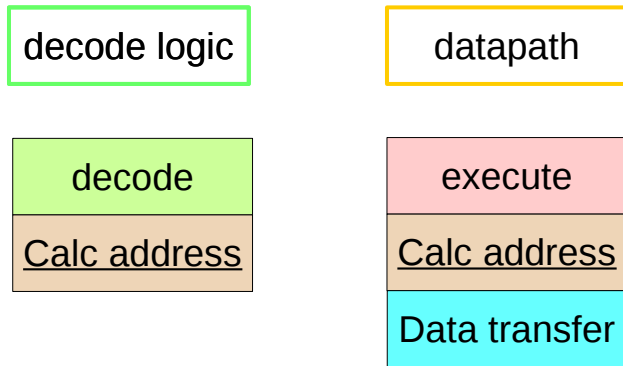 decode logic
datapath
decode
Calc address
execute
Calc address
Data transfer